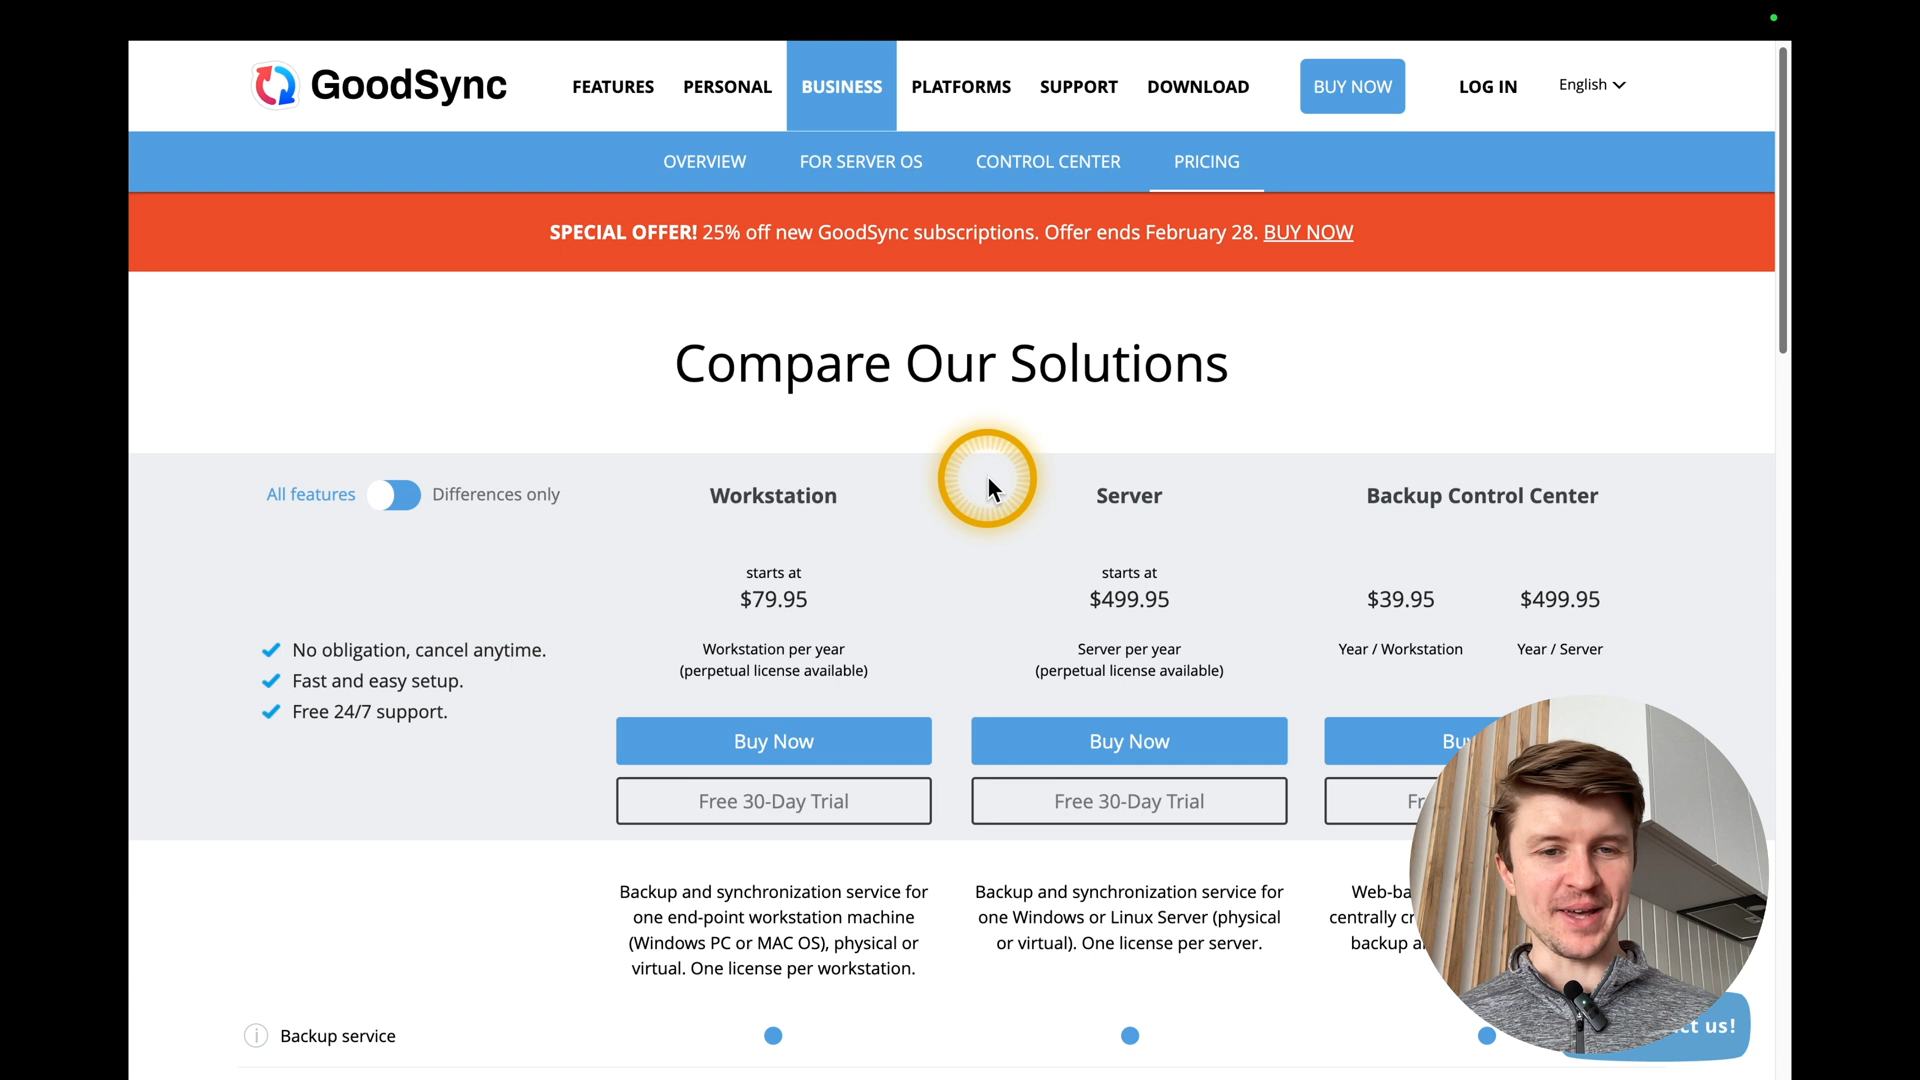 GoodSync
FEATURES
PERSONAL
BUSINESS
PLATFORMS
SUPPORT
DOWNLOAD
BUY NOW
LOG IN
English
OVERVIEW
FOR SERVER OS
CONTROL CENTER
PRICING
SPECIAL OFFER! 25% off new GoodSync subscriptions. Offer ends February 28. BUY NOW
Compare Our Solutions
All features
Differences only
No obligation, cancel anytime.
Fast and easy setup.
Free 24/7 support.
Workstation
starts at
$79.95
Workstation per year
(perpetual license available)
Buy Now
Free 30-Day Trial
Server
starts at
$499.95
Server per year
(perpetual license available)
Buy Now
Free 30-Day Trial
Backup Control Center
$39.95
Year / Workstation
$499.95
Year / Server
Backup and synchronization service for
one end-point workstation machine
(Windows PC or MAC OS), physical or
virtual. One license per workstation.
Backup and synchronization service for
one Windows or Linux Server (physical
or virtual). One license per server.
centrally
backup
us!
Backup service